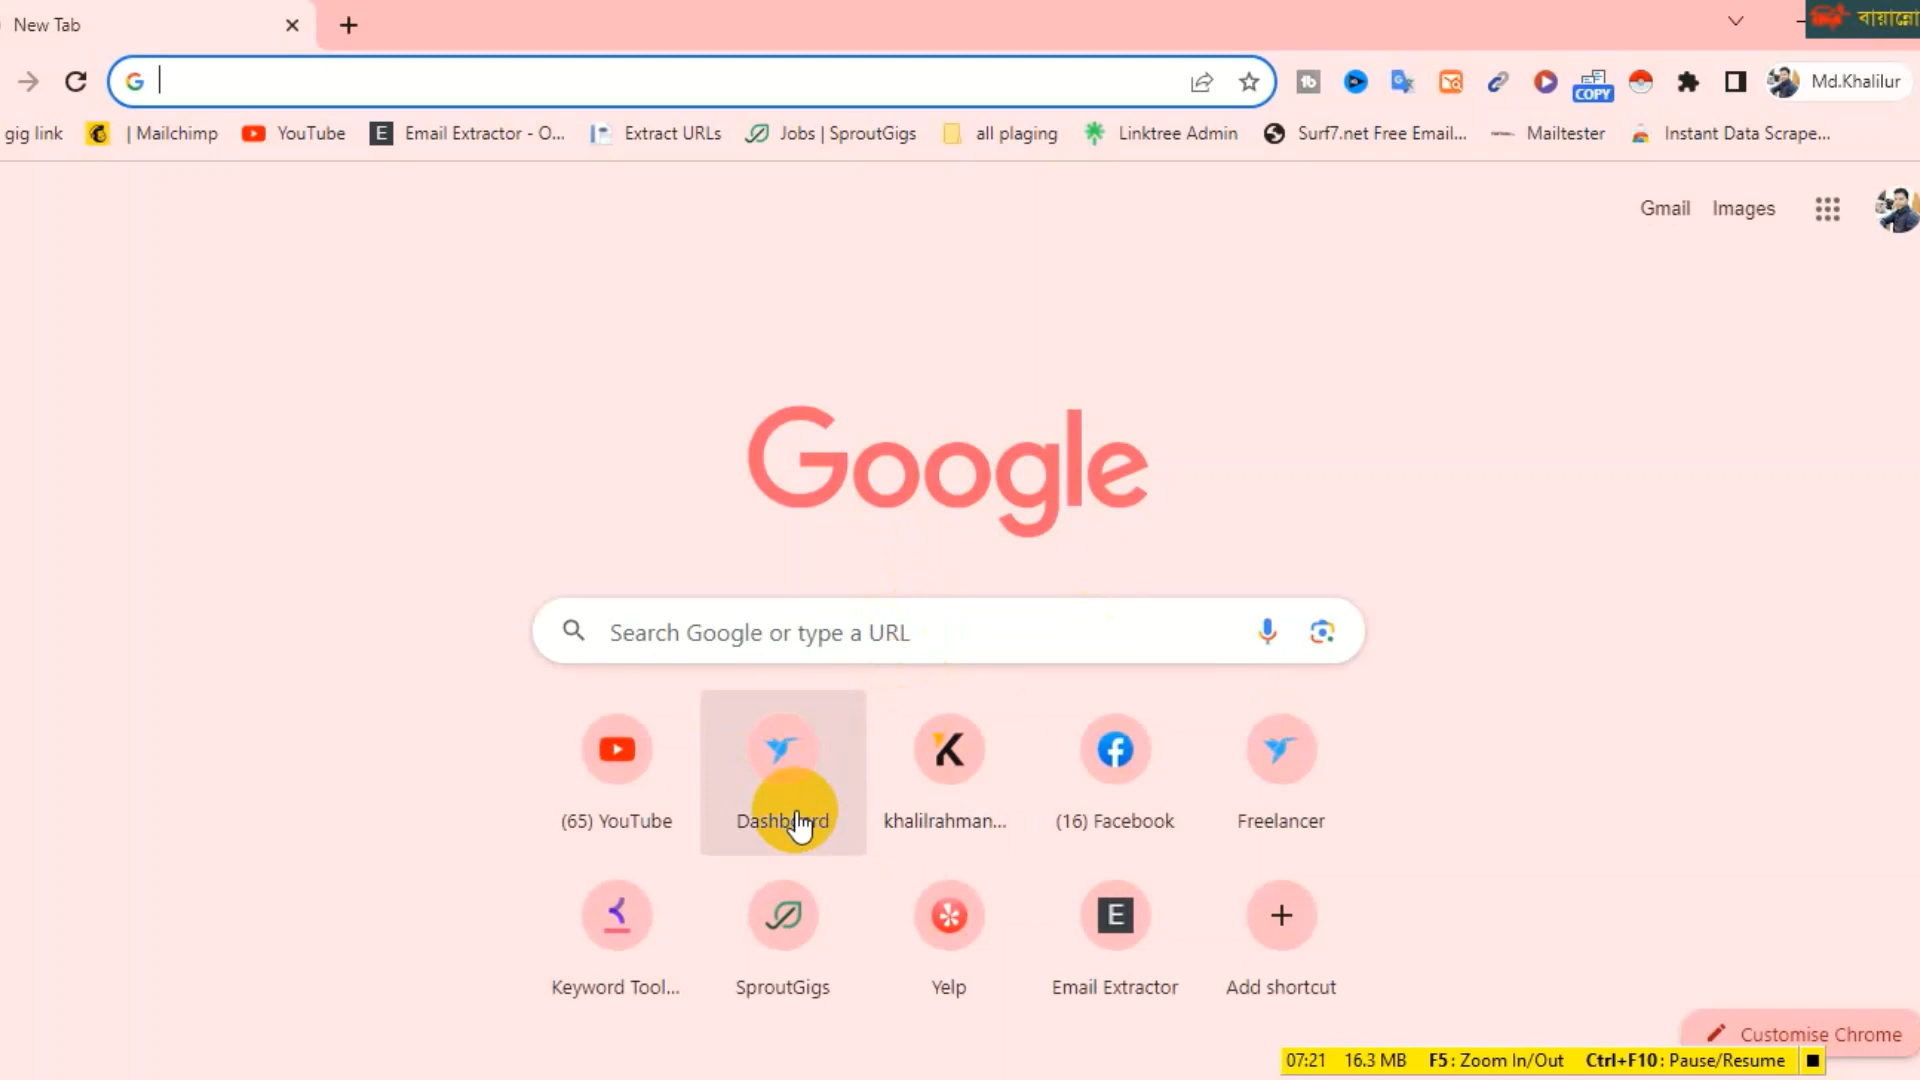 New Tab
বায়ান্নো
Md.Khalilur
COPY
gig link | Mailchimp YouTube Email Extractor - O... Extract URLs Jobs | SproutGigs all plaging Linktree Admin Surf7.net Free Email... Mailtester Instant Data Scrape...
Gmail Images
Google
Search Google or type a URL
(65) YouTube Dashboard khalilrahman... (16) Facebook Freelancer
Keyword Tool... SproutGigs Yelp Email Extractor Add shortcut
Customise Chrome
07:21 16.3 MB F5: Zoom In/Out Ctrl+F10: Pause/Resume